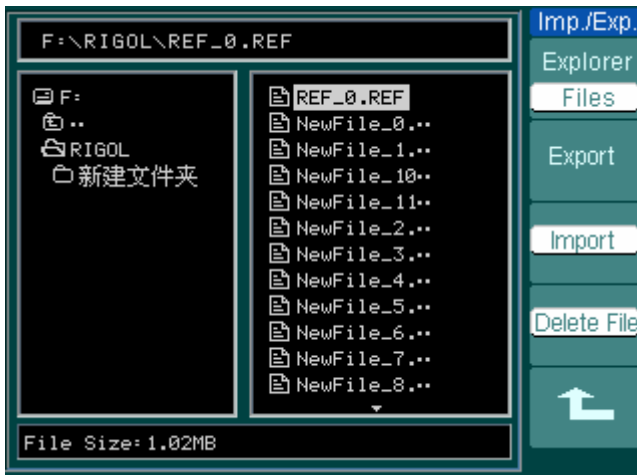 F:\RIGOL\REF_0.REF
F:
..
RIGOL
新建文件夹
REF_0.REF
NewFile_0...
NewFile_1...
NewFile_10..
NewFile_11..
NewFile_2...
NewFile_3...
NewFile_4...
NewFile_5...
NewFile_6...
NewFile_7...
NewFile_8...
File Size:1.02MB
Imp./Exp.
Explorer
Files
Export
Import
Delete File